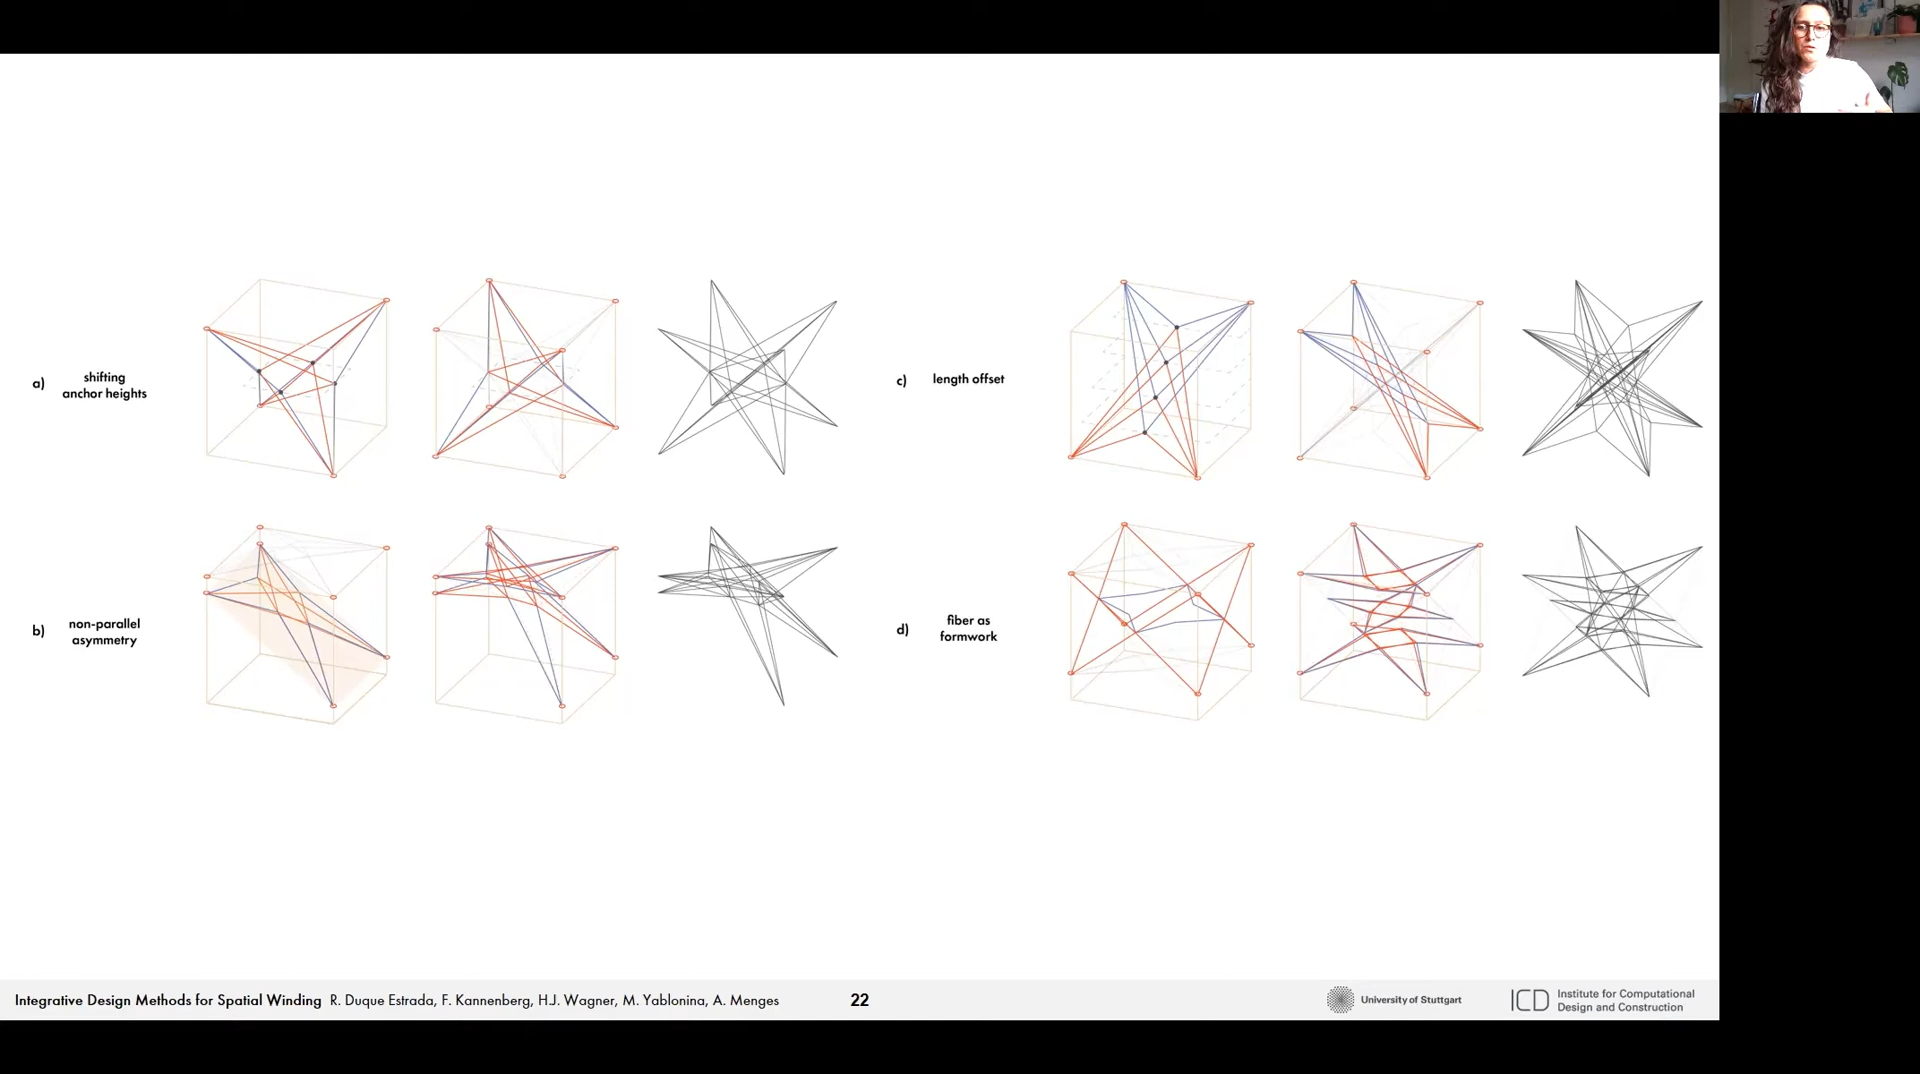 a)
shifting
anchor heights
c)
length offset
b)
non-parallel
asymmetry
d)
fiber as
formwork
Integrative Design Methods for Spatial Winding R. Duque Estrada, F. Kannenberg, H.J. Wagner, M. Yablonina, A. Menges
22
University of Stuttgart
ICD
Institute for Computational
Design and Construction